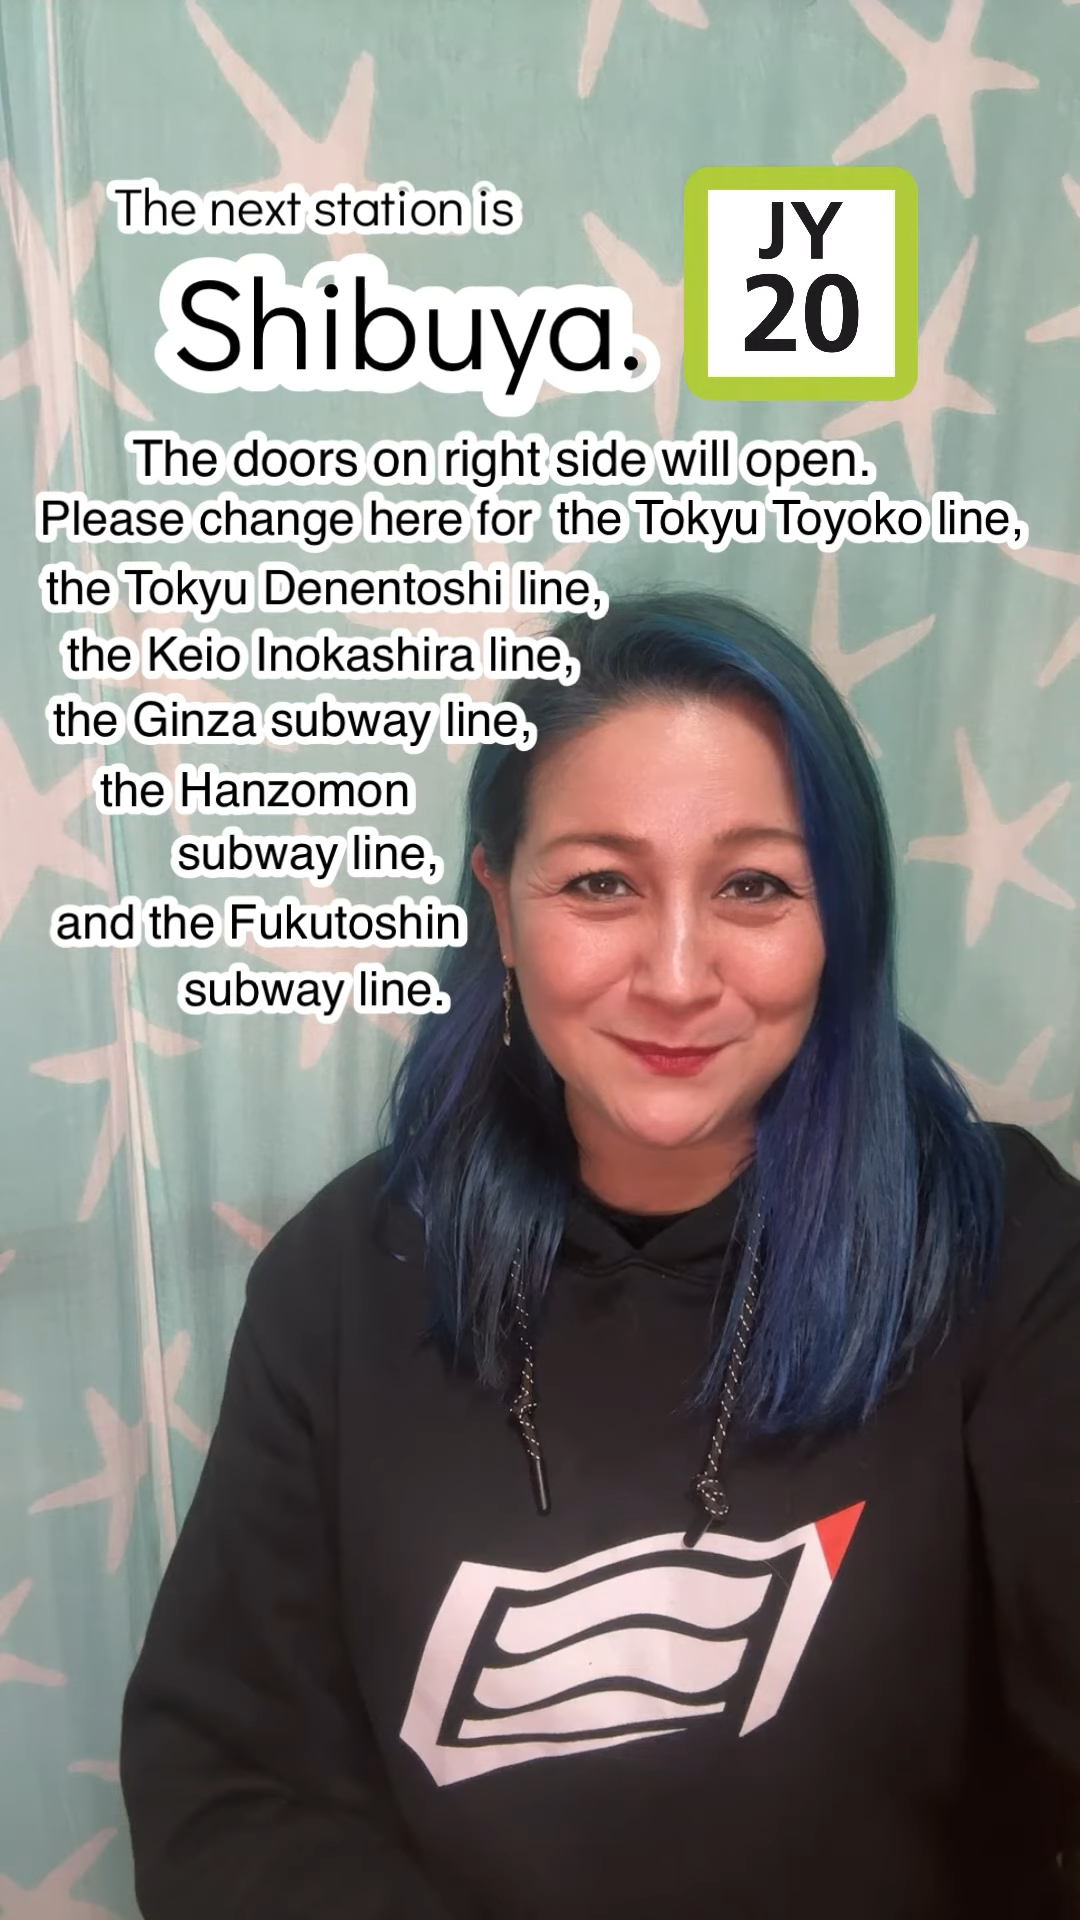 The next station is
Shibuya.
JY
20
The doors on right side will open.
Please change here for the Tokyu Toyoko line,
the Tokyu Denentoshi line,
the Keio Inokashira line,
the Ginza subway line,
the Hanzomon
subway line,
and the Fukutoshin
subway line.